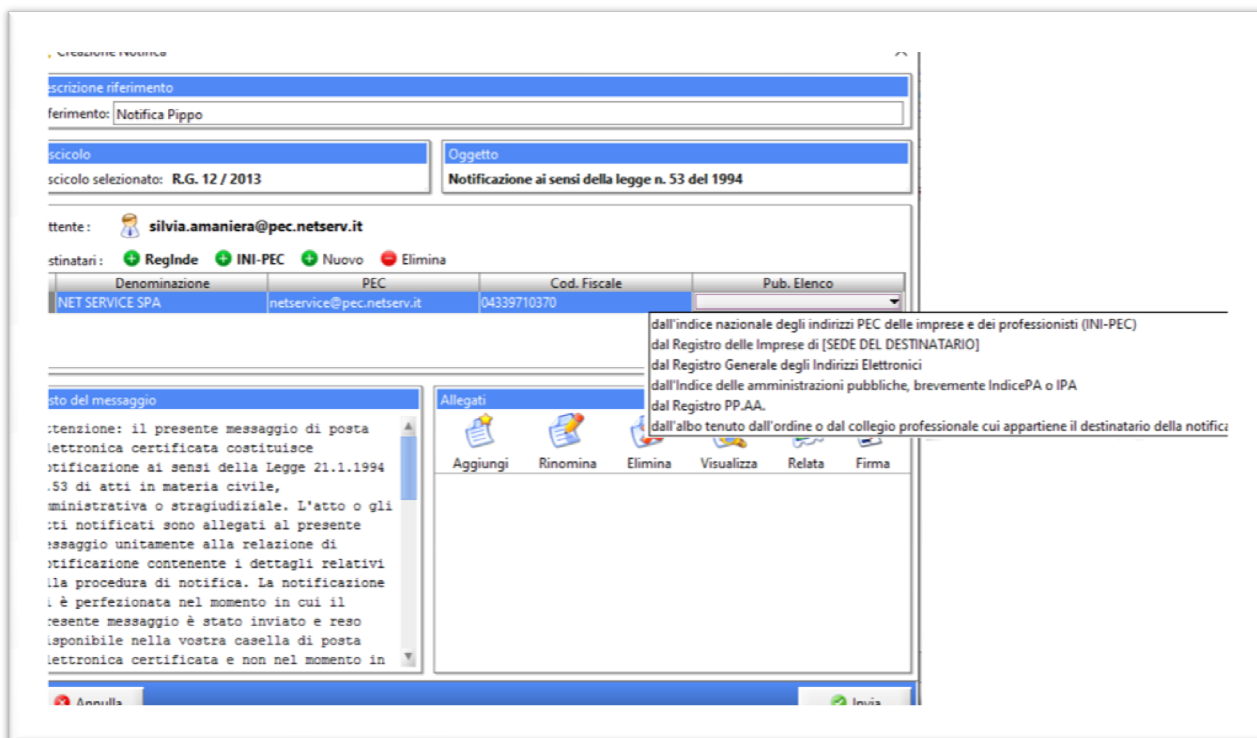 Creazione Notifica
escrizione riferimento
ferimento: Notifica Pippo
scicolo
Oggetto
scicolo selezionato: R.G. 12 / 2013
Notificazione ai sensi della legge n. 53 del 1994
ttente : silvia.amaniera@pec.netserv.it
stinatari : RegInde INI-PEC Nuovo Elimina
Denominazione PEC Cod. Fiscale Pub. Elenco
NET SERVICE SPA netservice@pec.netserv.it 04339710370
dall'indice nazionale degli indirizzi PEC delle imprese e dei professionisti (INI-PEC)
dal Registro delle Imprese di [SEDE DEL DESTINATARIO]
dal Registro Generale degli Indirizzi Elettronici
dall'Indice delle amministrazioni pubbliche, brevemente IndicePA o IPA
dal Registro PP.AA.
dall'albo tenuto dall'ordine o dal collegio professionale cui appartiene il destinatario della notifica
sto del messaggio
ttenzione: il presente messaggio di posta
lettronica certificata costituisce
otificazione ai sensi della Legge 21.1.1994
.53 di atti in materia civile,
mministrativa o stragiudiziale. L'atto o gli
tti notificati sono allegati al presente
essaggio unitamente alla relazione di
otificazione contenente i dettagli relativi
lla procedura di notifica. La notificazione
i è perfezionata nel momento in cui il
resente messaggio è stato inviato e reso
isponibile nella vostra casella di posta
lettronica certificata e non nel momento in
Allegati
Aggiungi Rinomina Elimina Visualizza Relata Firma
Annulla
Invia